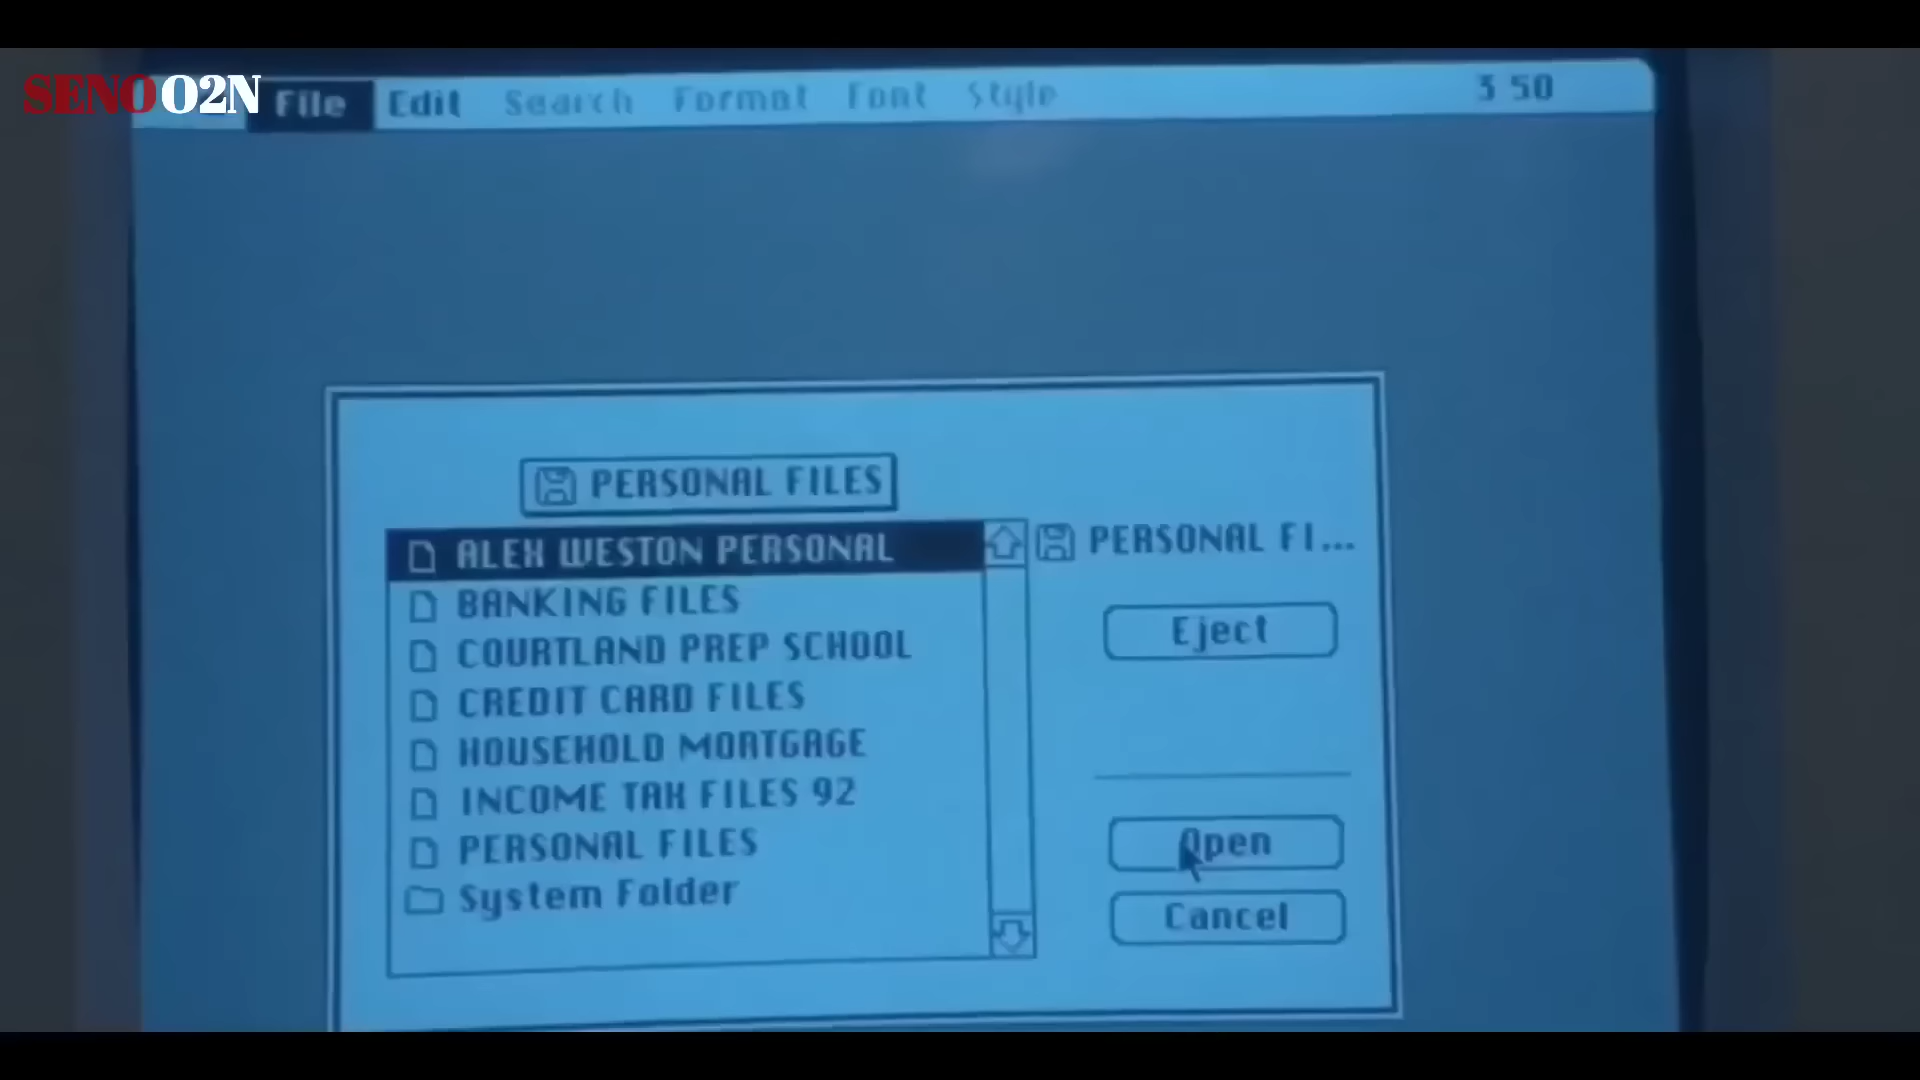 SENO02N
File Edit Search Format Font Style 3 50
PERSONAL FILES
ALEX WESTON PERSONAL
PERSONAL FI...
BANKING FILES
Eject
COURTLAND PREP SCHOOL
CREDIT CARD FILES
HOUSEHOLD MORTGAGE
INCOME TAX FILES 92
PERSONAL FILES
Open
System Folder
Cancel